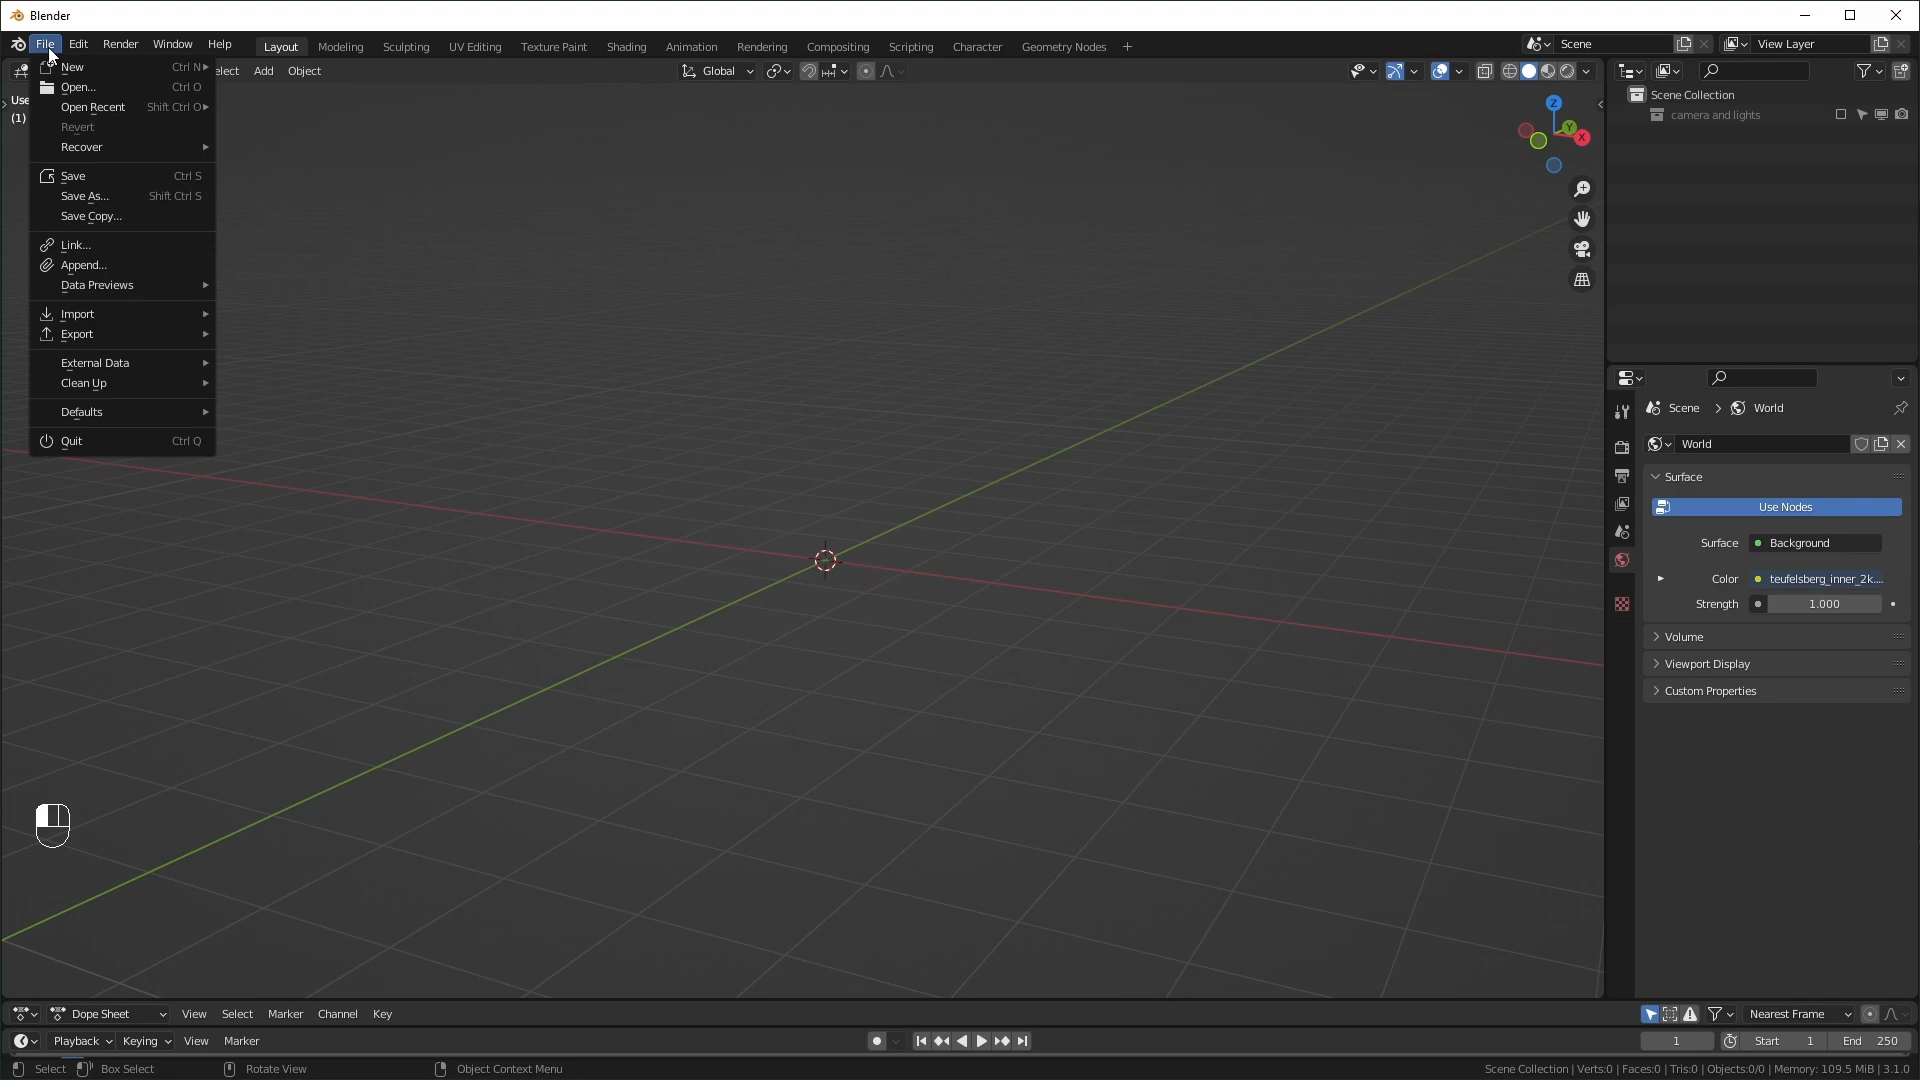 Blender
File Edit Render Window Help Layout Modeling Sculpting UV Editing Texture Paint Shading Animation Rendering Compositing Scripting Character Geometry Nodes + Scene View Layer
elect Add Object Global
Use
(1)
New Ctrl N
Open... Ctrl O
Open Recent Shift Ctrl O
Revert
Recover
Save Ctrl S
Save As... Shift Ctrl S
Save Copy...
Link...
Append...
Data Previews
Import
Export
External Data
Clean Up
Defaults
Quit Ctrl Q
Z
Y
X
Scene Collection
camera and lights
Scene > World
World
Surface
Use Nodes
Surface Background
Color teufelsberg_inner_2k....
Strength 1.000
Volume
Viewport Display
Custom Properties
Dope Sheet View Select Marker Channel Key Nearest Frame
Playback Keying View Marker 1 Start 1 End 250
Select Box Select Rotate View Object Context Menu Scene Collection | Verts:0 | Faces:0 | Tris:0 | Objects:0/0 | Memory: 109.5 MiB | 3.1.0